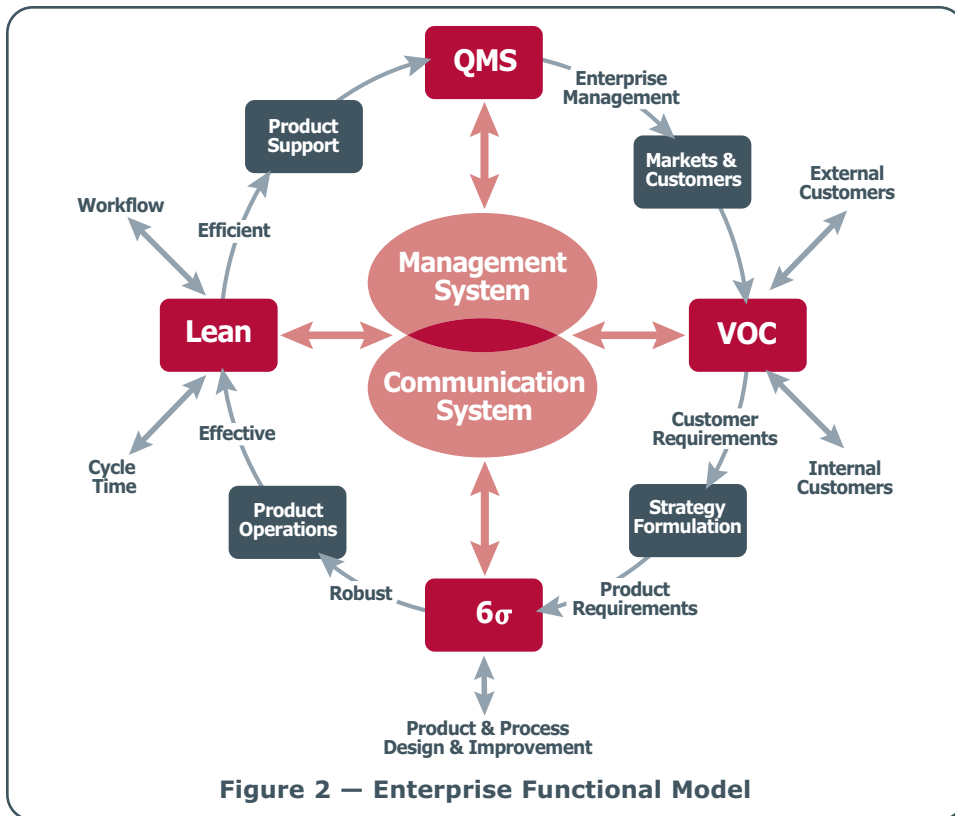 QMS
Enterprise
Management
Product
Support
Markets &
Customers
External
Customers
Workflow
Efficient
Management
System
Lean
VOC
Communication
System
Customer
Requirements
Effective
Cycle
Time
Internal
Customers
Product
Operations
Strategy
Formulation
Robust
Product
Requirements
6σ
Product & Process
Design & Improvement
Figure 2 — Enterprise Functional Model